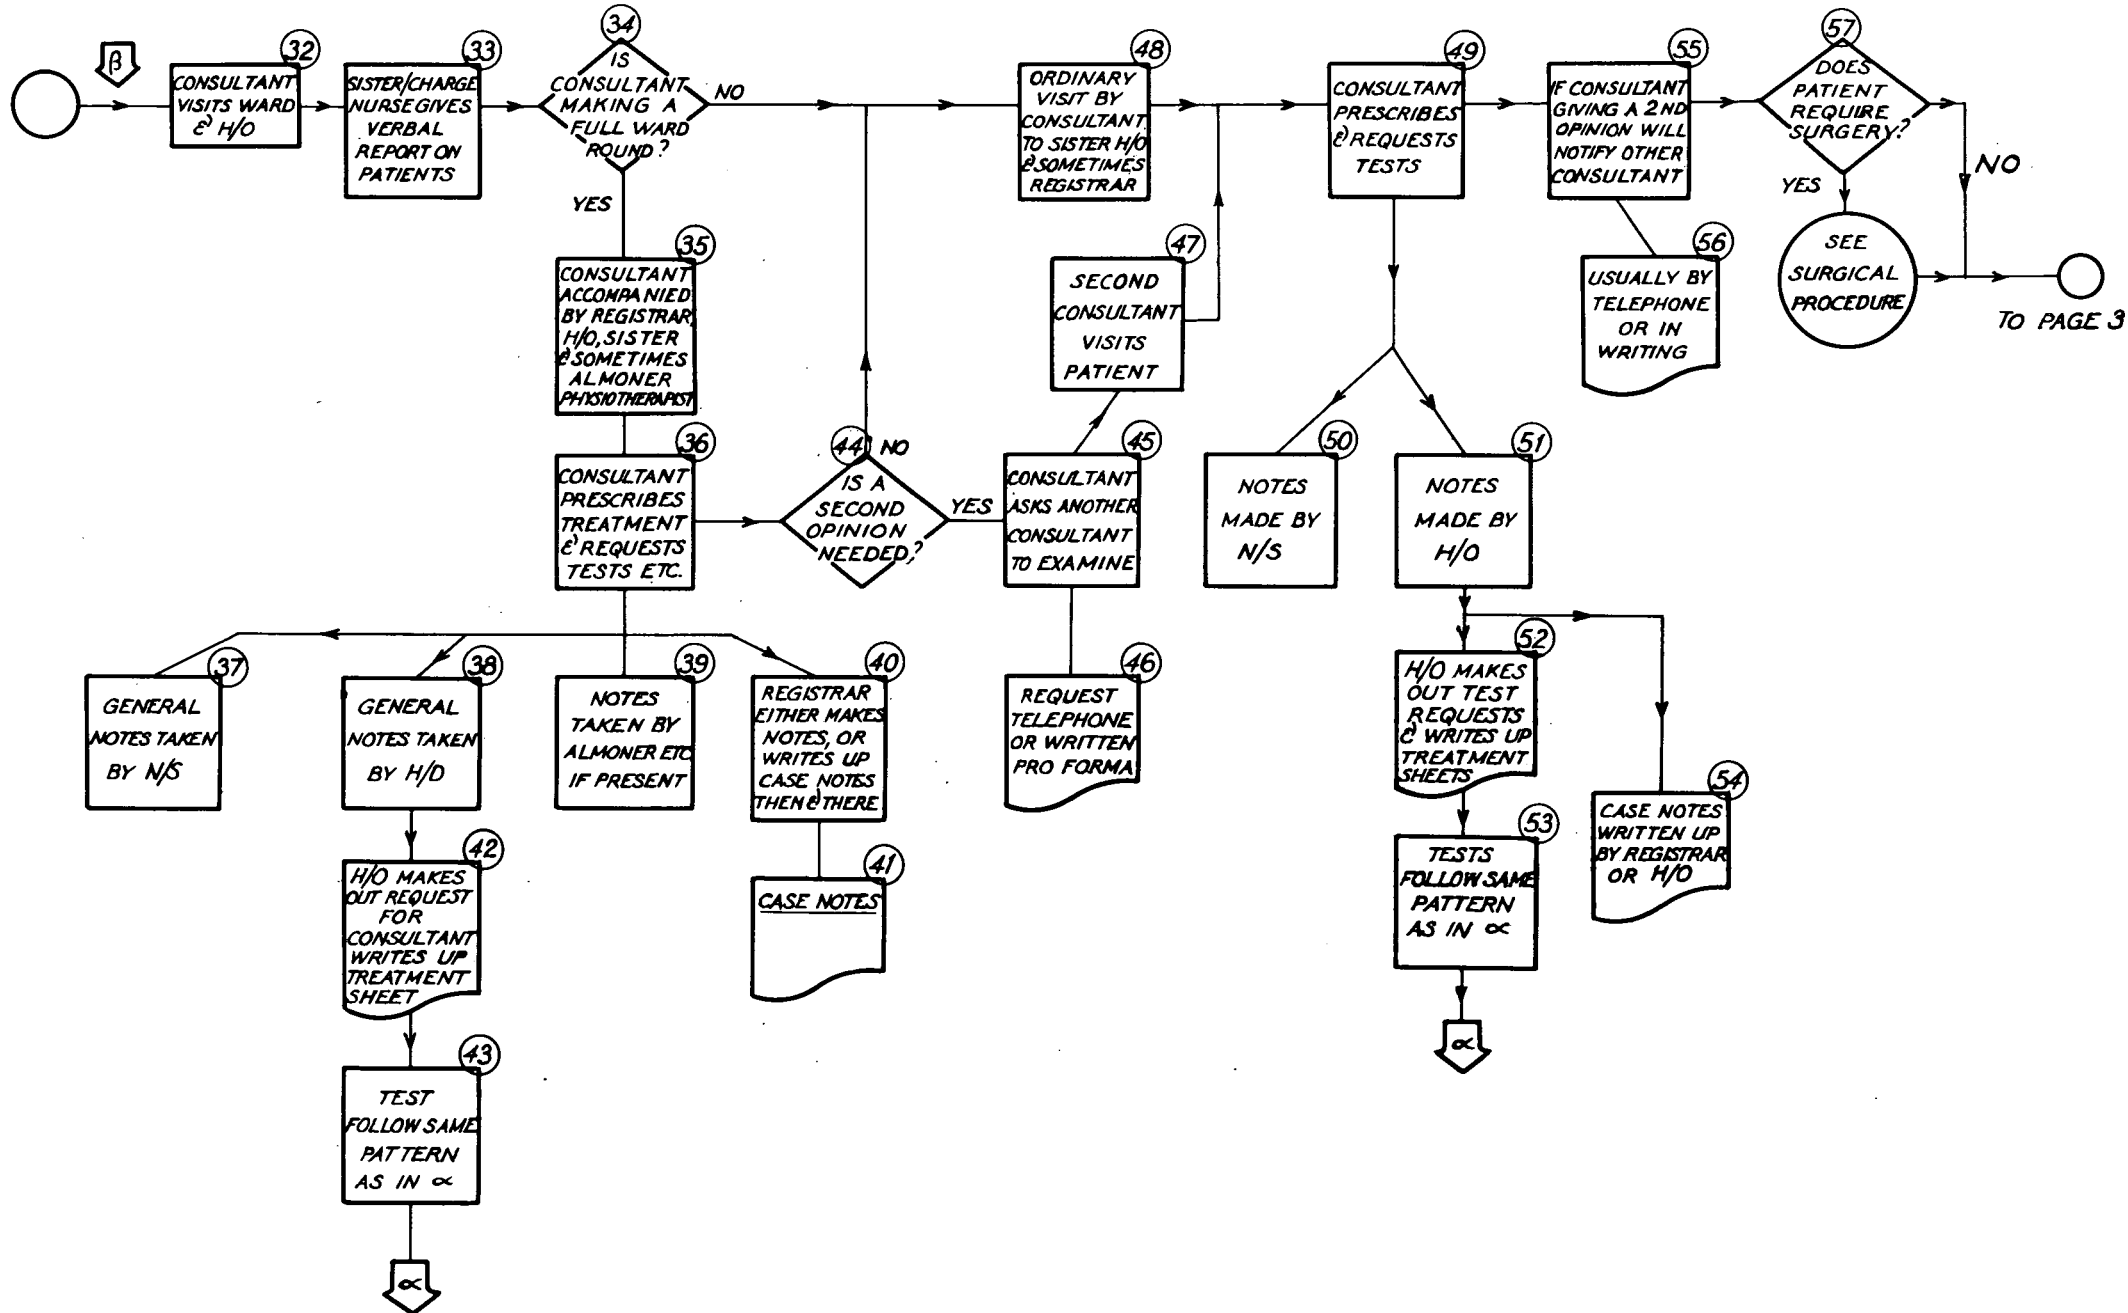 β
32
CONSULTANT
VISITS WARD
& H/O
33
SISTER/CHARGE
NURSE GIVES
VERBAL
REPORT ON
PATIENTS
34
IS
CONSULTANT
MAKING A
FULL WARD
ROUND?
NO
YES
35
CONSULTANT
ACCOMPANIED
BY REGISTRAR,
H/O, SISTER
& SOMETIMES
ALMONER
PHYSIOTHERAPIST
36
CONSULTANT
PRESCRIBES
TREATMENT
& REQUESTS
TESTS ETC.
37
GENERAL
NOTES TAKEN
BY N/S
38
GENERAL
NOTES TAKEN
BY H/D
39
NOTES
TAKEN BY
ALMONER ETC
IF PRESENT
40
REGISTRAR
EITHER MAKES
NOTES, OR
WRITES UP
CASE NOTES
THEN & THERE
41
CASE NOTES
42
H/O MAKES
OUT REQUEST
FOR
CONSULTANT
WRITES UP
TREATMENT
SHEET
43
TEST
FOLLOW SAME
PATTERN
AS IN ∝
∝
44
NO
IS A
SECOND
OPINION
NEEDED?
YES
45
CONSULTANT
ASKS ANOTHER
CONSULTANT
TO EXAMINE
46
REQUEST
TELEPHONE
OR WRITTEN
PRO FORMA
47
SECOND
CONSULTANT
VISITS
PATIENT
48
ORDINARY
VISIT BY
CONSULTANT
TO SISTER H/O
& SOMETIMES
REGISTRAR
49
CONSULTANT
PRESCRIBES
& REQUESTS
TESTS
50
NOTES
MADE BY
N/S
51
NOTES
MADE BY
H/O
52
H/O MAKES
OUT TEST
REQUESTS
& WRITES UP
TREATMENT
SHEETS
53
TESTS
FOLLOW SAME
PATTERN
AS IN ∝
∝
54
CASE NOTES
WRITTEN UP
BY REGISTRAR
OR H/O
55
IF CONSULTANT
GIVING A 2ND
OPINION WILL
NOTIFY OTHER
CONSULTANT
56
USUALLY BY
TELEPHONE
OR IN
WRITING
57
DOES
PATIENT
REQUIRE
SURGERY?
YES
NO
SEE
SURGICAL
PROCEDURE
TO PAGE 3